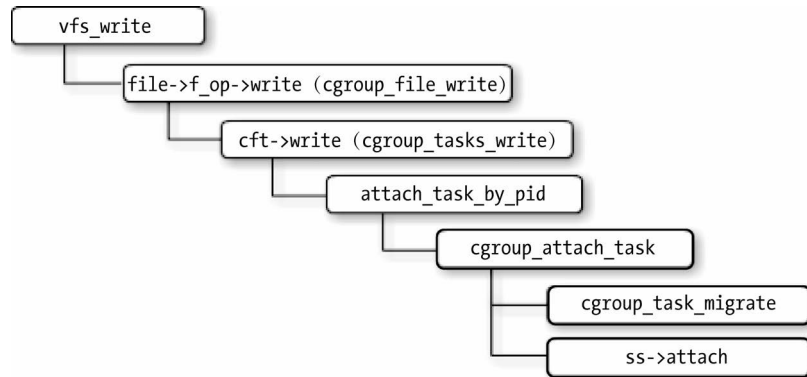 vfs_write
file->f_op->write (cgroup_file_write)
cft->write (cgroup_tasks_write)
attach_task_by_pid
cgroup_attach_task
cgroup_task_migrate
ss->attach